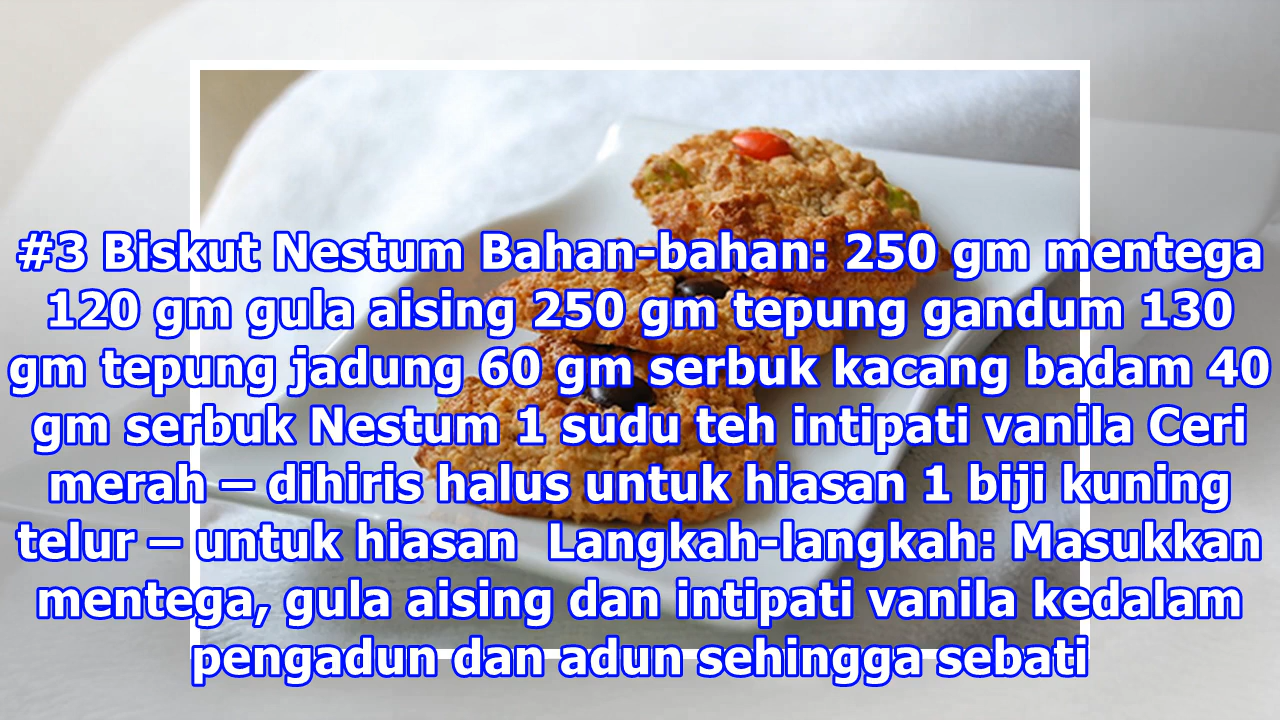 #3 Biskut Nestum Bahan-bahan: 250 gm mentega
120 gm gula aising 250 gm tepung gandum 130
gm tepung jadung 60 gm serbuk kacang badam 40
gm serbuk Nestum 1 sudu teh intipati vanila Ceri
merah – dihiris halus untuk hiasan 1 biji kuning
telur – untuk hiasan  Langkah-langkah: Masukkan
mentega, gula aising dan intipati vanila kedalam
pengadun dan adun sehingga sebati